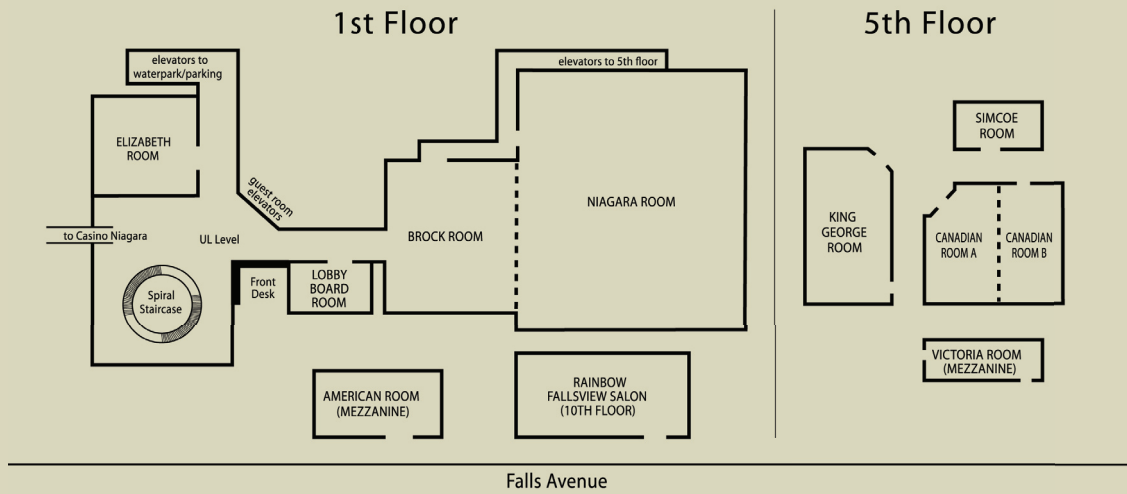 1st Floor
5th Floor
elevators to
waterpark/parking
elevators to 5th floor
ELIZABETH
ROOM
SIMCOE
ROOM
guest room
elevators
NIAGARA ROOM
KING
GEORGE
ROOM
to Casino Niagara
UL Level
BROCK ROOM
CANADIAN
ROOM A
CANADIAN
ROOM B
Spiral
Staircase
Front
Desk
LOBBY
BOARD
ROOM
VICTORIA ROOM
(MEZZANINE)
AMERICAN ROOM
(MEZZANINE)
RAINBOW
FALLSVIEW SALON
(10TH FLOOR)
Falls Avenue